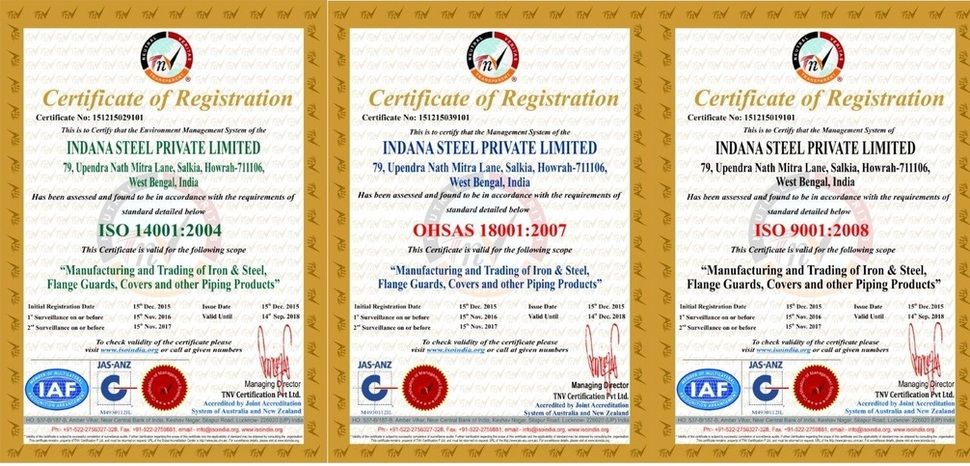 Certificate of Registration
Certificate No: 151215029101
This is to Certify that the Environment Management System of the
INDANA STEEL PRIVATE LIMITED
79, Upendra Nath Mitra Lane, Salkia, Howrah-711106,
West Bengal, India
Has been assessed and found to be in accordance with the requirements of
standard detailed below
ISO 14001:2004
This Certificate is valid for the following scope
“Manufacturing and Trading of Iron & Steel,
Flange Guards, Covers and other Piping Products”
Initial Registration Date 15th Dec. 2015 Issue Date 15th Dec. 2015
1st Surveillance on or before 15th Nov. 2016 Valid Until 14th Sep. 2018
2nd Surveillance on or before 15th Nov. 2017
To check validity of the certificate please
visit www.isoindia.org or call at given numbers
IAF
JAS-ANZ
M4930112IL
Managing Director
TNV Certification Pvt Ltd.
Accredited by Joint Accreditation
System of Australia and New Zealand
Certificate of Registration
Certificate No: 151215039101
This is to certify that the Management System of the
INDANA STEEL PRIVATE LIMITED
79, Upendra Nath Mitra Lane, Salkia, Howrah-711106,
West Bengal, India
Has been assessed and found to be in accordance with the requirements of
standard detailed below
OHSAS 18001:2007
This Certificate is valid for the following scope
“Manufacturing and Trading of Iron & Steel,
Flange Guards, Covers and other Piping Products”
Initial Registration Date 15th Dec. 2015 Issue Date 15th Dec. 2015
1st Surveillance on or before 15th Nov. 2016 Valid Until 14th Dec. 2018
2nd Surveillance on or before 15th Nov. 2017
To check validity of the certificate please
visit www.isoindia.org or call at given numbers
JAS-ANZ
M4930112IL
Managing Director
TNV Certification Pvt Ltd.
Accredited by Joint Accreditation
System of Australia and New Zealand
Certificate of Registration
Certificate No: 151215019101
This is to Certify that the Management System of
INDANA STEEL PRIVATE LIMITED
79, Upendra Nath Mitra Lane, Salkia, Howrah-711106,
West Bengal, India
Has been assessed and found to be in accordance with the requirements of
standard detailed below
ISO 9001:2008
This Certificate is valid for the following scope
“Manufacturing and Trading of Iron & Steel,
Flange Guards, Covers and other Piping Products”
Initial Registration Date 15th Dec. 2015 Issue Date 15th Dec. 2015
1st Surveillance on or before 15th Nov. 2016 Valid Until 14th Sep. 2018
2nd Surveillance on or before 15th Nov. 2017
To check validity of the certificate please
visit www.isoindia.org or call at given numbers
IAF
JAS-ANZ
M4930112IL
Managing Director
TNV Certification Pvt Ltd.
Accredited by Joint Accreditation
System of Australia and New Zealand